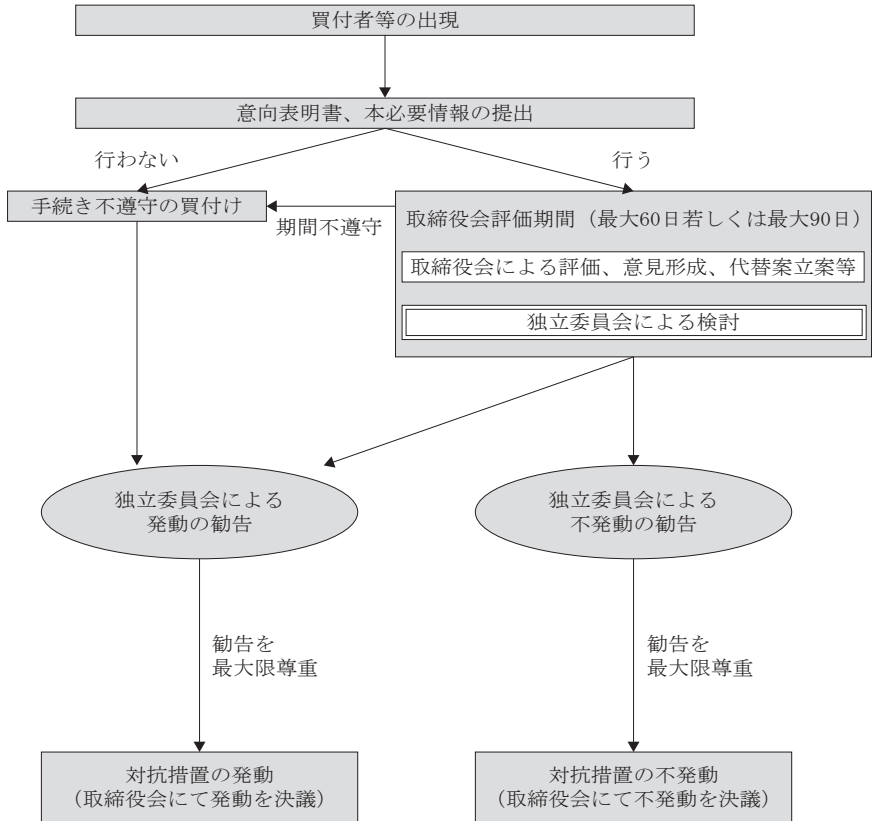 買付者等の出現
意向表明書、本必要情報の提出
行わない
行う
手続き不遵守の買付け
期間不遵守
取締役会評価期間（最大60日若しくは最大90日）
取締役会による評価、意見形成、代替案立案等
独立委員会による検討
独立委員会による
発動の勧告
独立委員会による
不発動の勧告
勧告を
最大限尊重
勧告を
最大限尊重
対抗措置の発動
（取締役会にて発動を決議）
対抗措置の不発動
（取締役会にて不発動を決議）